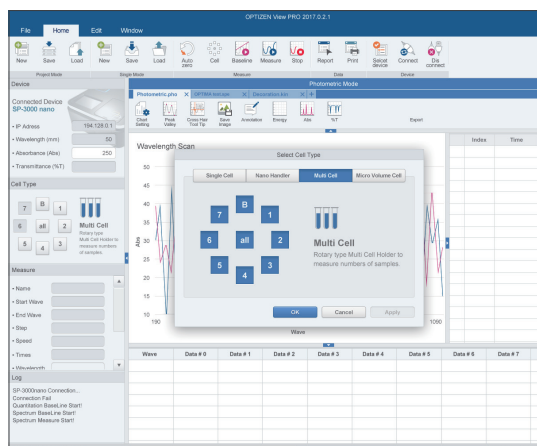 OPTIZEN View PRO 2017.0.2.1
File Home Edit Window
New Save Load New Save Load Auto zero Cell Baseline Measure Stop Report Print Selcet device Connect Dis connect
Project Mode Single Mode Measure Data Device
Device
Photometric Mode
Photometric.pho X X Desoration.kin X +
Connected Device
SP-3000 nano
Chart Setting Peak Valley Cross Hair Tool Tip Save Image Annotation Energy Abs %T Export
• IP Adress 194.128.0.1
• Wavelength (mm) 50
• Absorbance (Abs) 250
• Transmittance (%T)
Index Time
Wavelength Scan
Select Cell Type
Single Cell Nano Handler Multi Cell Micro Volume Cell
Cell Type
7 B 1
6 all 2
5 4 3
Multi Cell
Rotary type
Multi Cell Holder to
measure numbers
of samples.
7 B 1
6 all 2
5 4 3
Multi Cell
Rotary type Multi Cell Holder to
measure numbers of samples.
OK Cancel Apply
50
45
40
35
30
25
20
15
10
Abs
190 1090
Wave
Measure
• Name
• Start Wave
• End Wave
• Step
• Speed
• Times
• Wavelength
Wave Data # 0 Data # 1 Data # 2 Data # 3 Data # 4 Data # 5 Data # 6 Data # 7
Log
SP-3000nano Connection...
Connection Fail
Quantitation BaseLine Start!
Spectrum BaseLine Start!
Spectrum Measure Start!